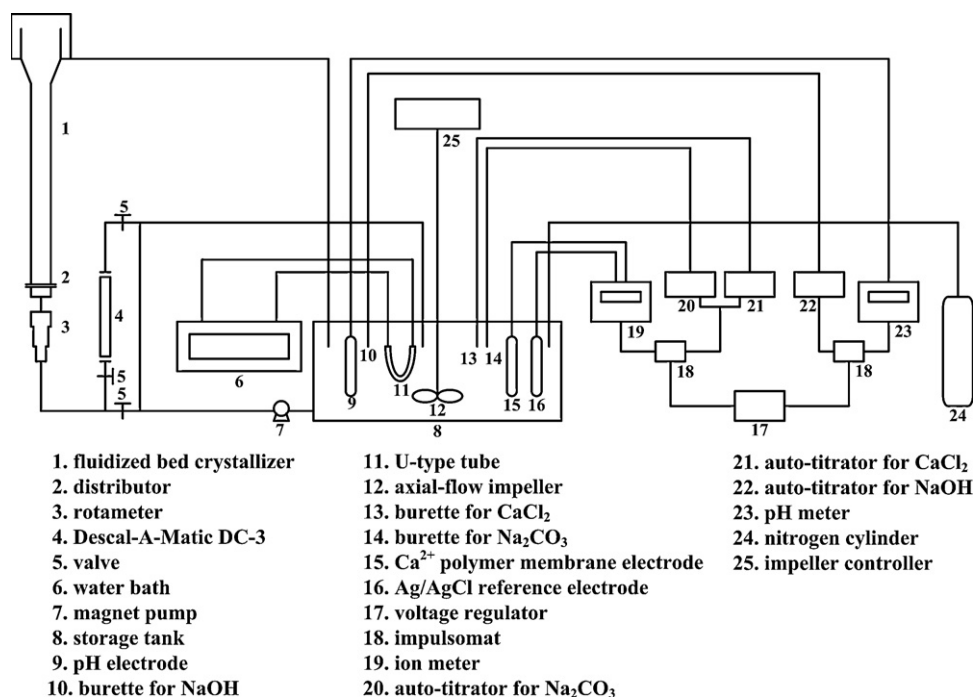 25
1
5
2
20
21
22
3
4
19
23
10
13
14
5
6
11
18
18
9
12
15
16
5
7
8
17
24
1. fluidized bed crystallizer
2. distributor
3. rotameter
4. Descal-A-Matic DC-3
5. valve
6. water bath
7. magnet pump
8. storage tank
9. pH electrode
10. burette for NaOH
11. U-type tube
12. axial-flow impeller
13. burette for CaCl₂
14. burette for Na₂CO₃
15. Ca²⁺ polymer membrane electrode
16. Ag/AgCl reference electrode
17. voltage regulator
18. impulsomat
19. ion meter
20. auto-titrator for Na₂CO₃
21. auto-titrator for CaCl₂
22. auto-titrator for NaOH
23. pH meter
24. nitrogen cylinder
25. impeller controller